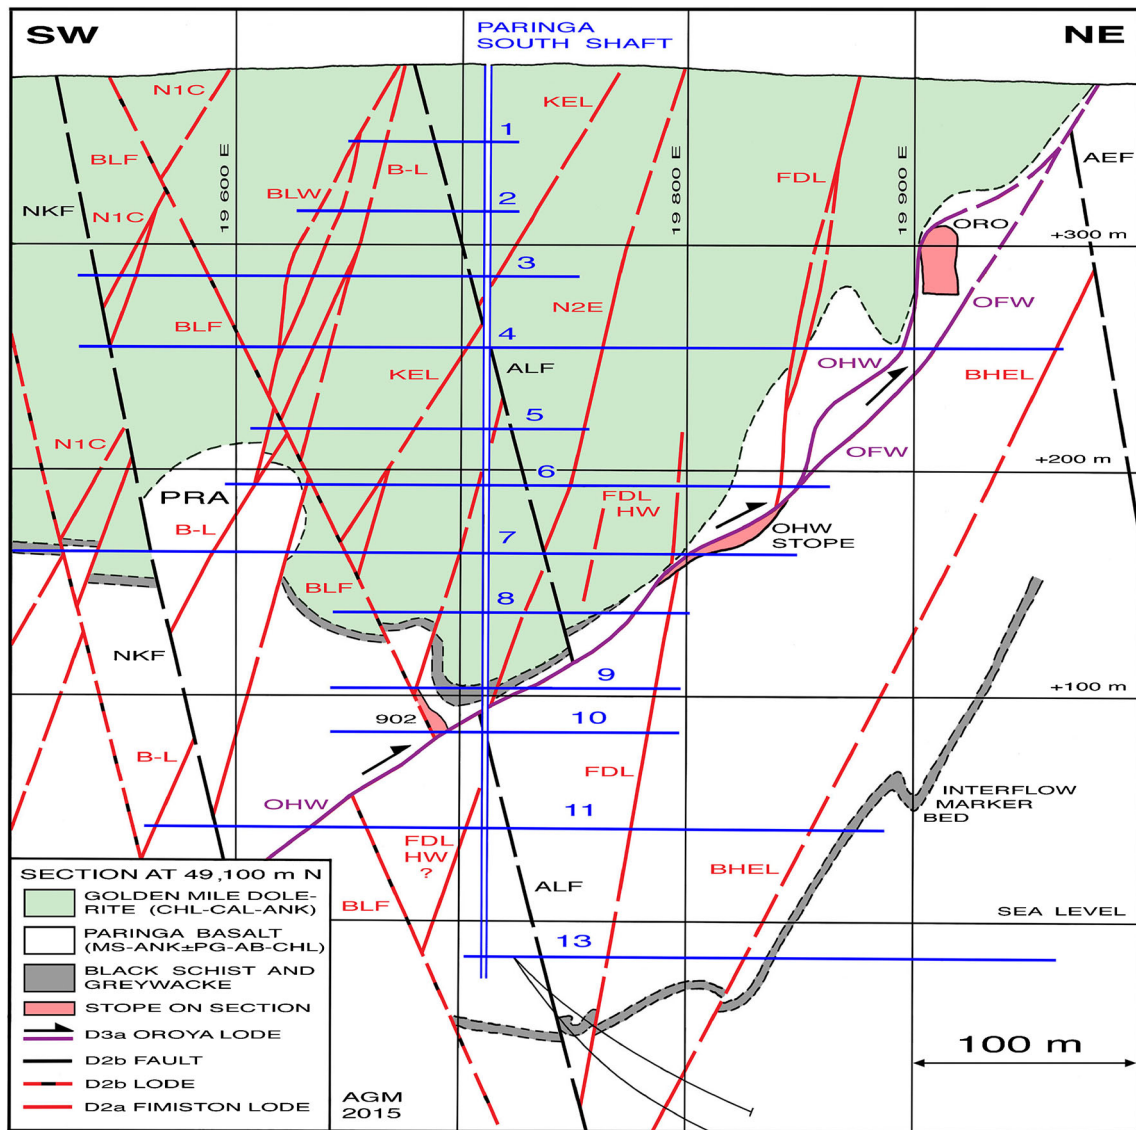 SW
PARINGA
SOUTH SHAFT
NE
N1C
KEL
1
BLF
B-L
FDL
AEF
19 600 E
19 800 E
19 900 E
BLW
2
NKF
N1C
ORO
+300 m
3
N2E
OFW
BLF
4
KEL
ALF
OHW
BHEL
5
N1C
OFW
6
+200 m
PRA
FDL
HW
B-L
7
OHW
STOPE
BLF
8
NKF
9
+100 m
902
10
B-L
FDL
OHW
INTERFLOW
MARKER
BED
11
FDL
HW
?
BHEL
SECTION AT 49,100 m N
GOLDEN MILE DOLE-
RITE (CHL-CAL-ANK)
ALF
BLF
SEA LEVEL
PARINGA BASALT
(MS-ANK±PG-AB-CHL)
13
BLACK SCHIST AND
GREYWACKE
STOPE ON SECTION
D3a OROYA LODE
100 m
D2b FAULT
D2b LODE
D2a FIMISTON LODE
AGM
2015